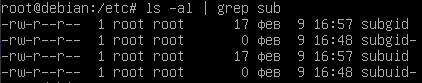 root@debian:/etc# ls -al | grep sub
-rw-r--r-- 1 root root 17 фев 9 16:57 subgid
-rw-r--r-- 1 root root 0 фев 9 16:48 subgid-
-rw-r--r-- 1 root root 17 фев 9 16:57 subuid
-rw-r--r-- 1 root root 0 фев 9 16:48 subuid-